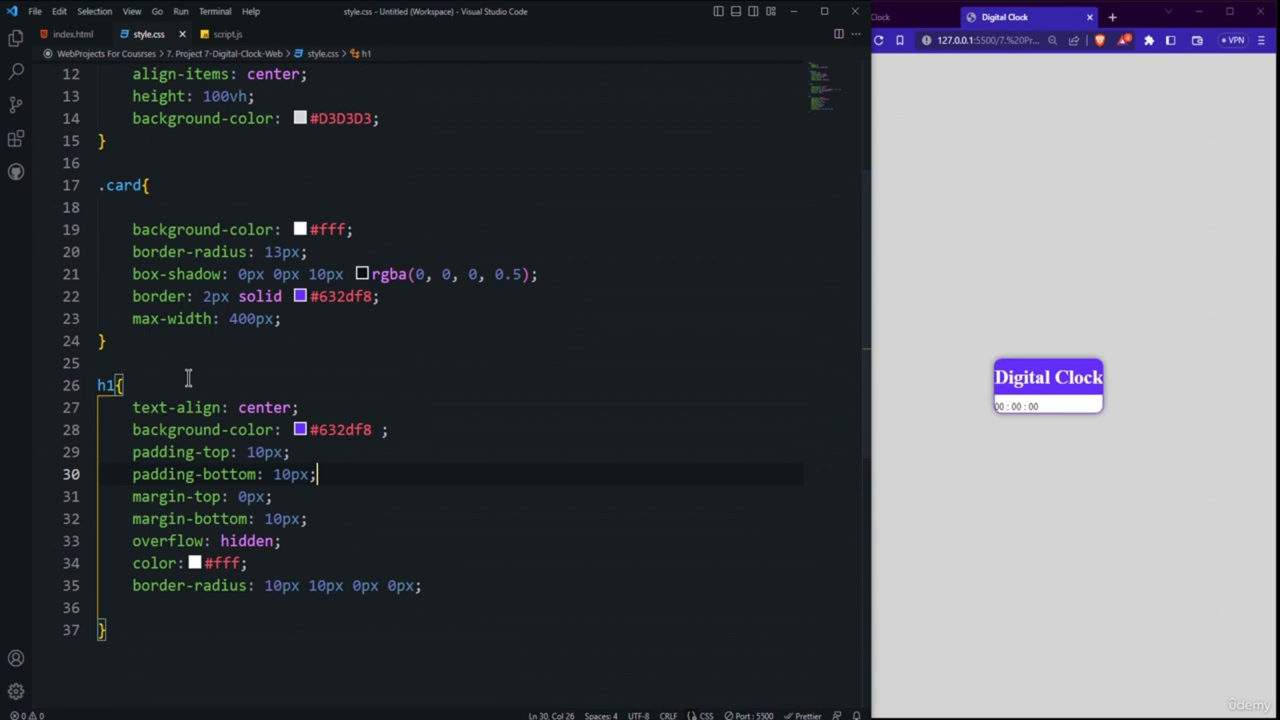 File Edit Selection View Go Run Terminal Help
style.css - Untitled (Workspace) - Visual Studio Code
Clock
Digital Clock
index.html
style.css
script.js
127.0.0.1:5500/7.%20Pr...
VPN
WebProjects For Coursses > 7. Project 7-Digital-Clock-Web > style.css > h1
12 align-items: center;
13 height: 100vh;
14 background-color: #D3D3D3;
15 }
16
17 .card{
18
19 background-color: #fff;
20 border-radius: 13px;
21 box-shadow: 0px 0px 10px rgba(0, 0, 0, 0.5);
22 border: 2px solid #632df8;
23 max-width: 400px;
24 }
25
26 h1{
27 text-align: center;
28 background-color: #632df8 ;
29 padding-top: 10px;
30 padding-bottom: 10px;
31 margin-top: 0px;
32 margin-bottom: 10px;
33 overflow: hidden;
34 color: #fff;
35 border-radius: 10px 10px 0px 0px;
36
37 }
Digital Clock
00 : 00 : 00
0 0 Ln 30, Col 26 Spaces: 4 UTF-8 CRLF CSS Port : 5500 Prettier
ûdemy